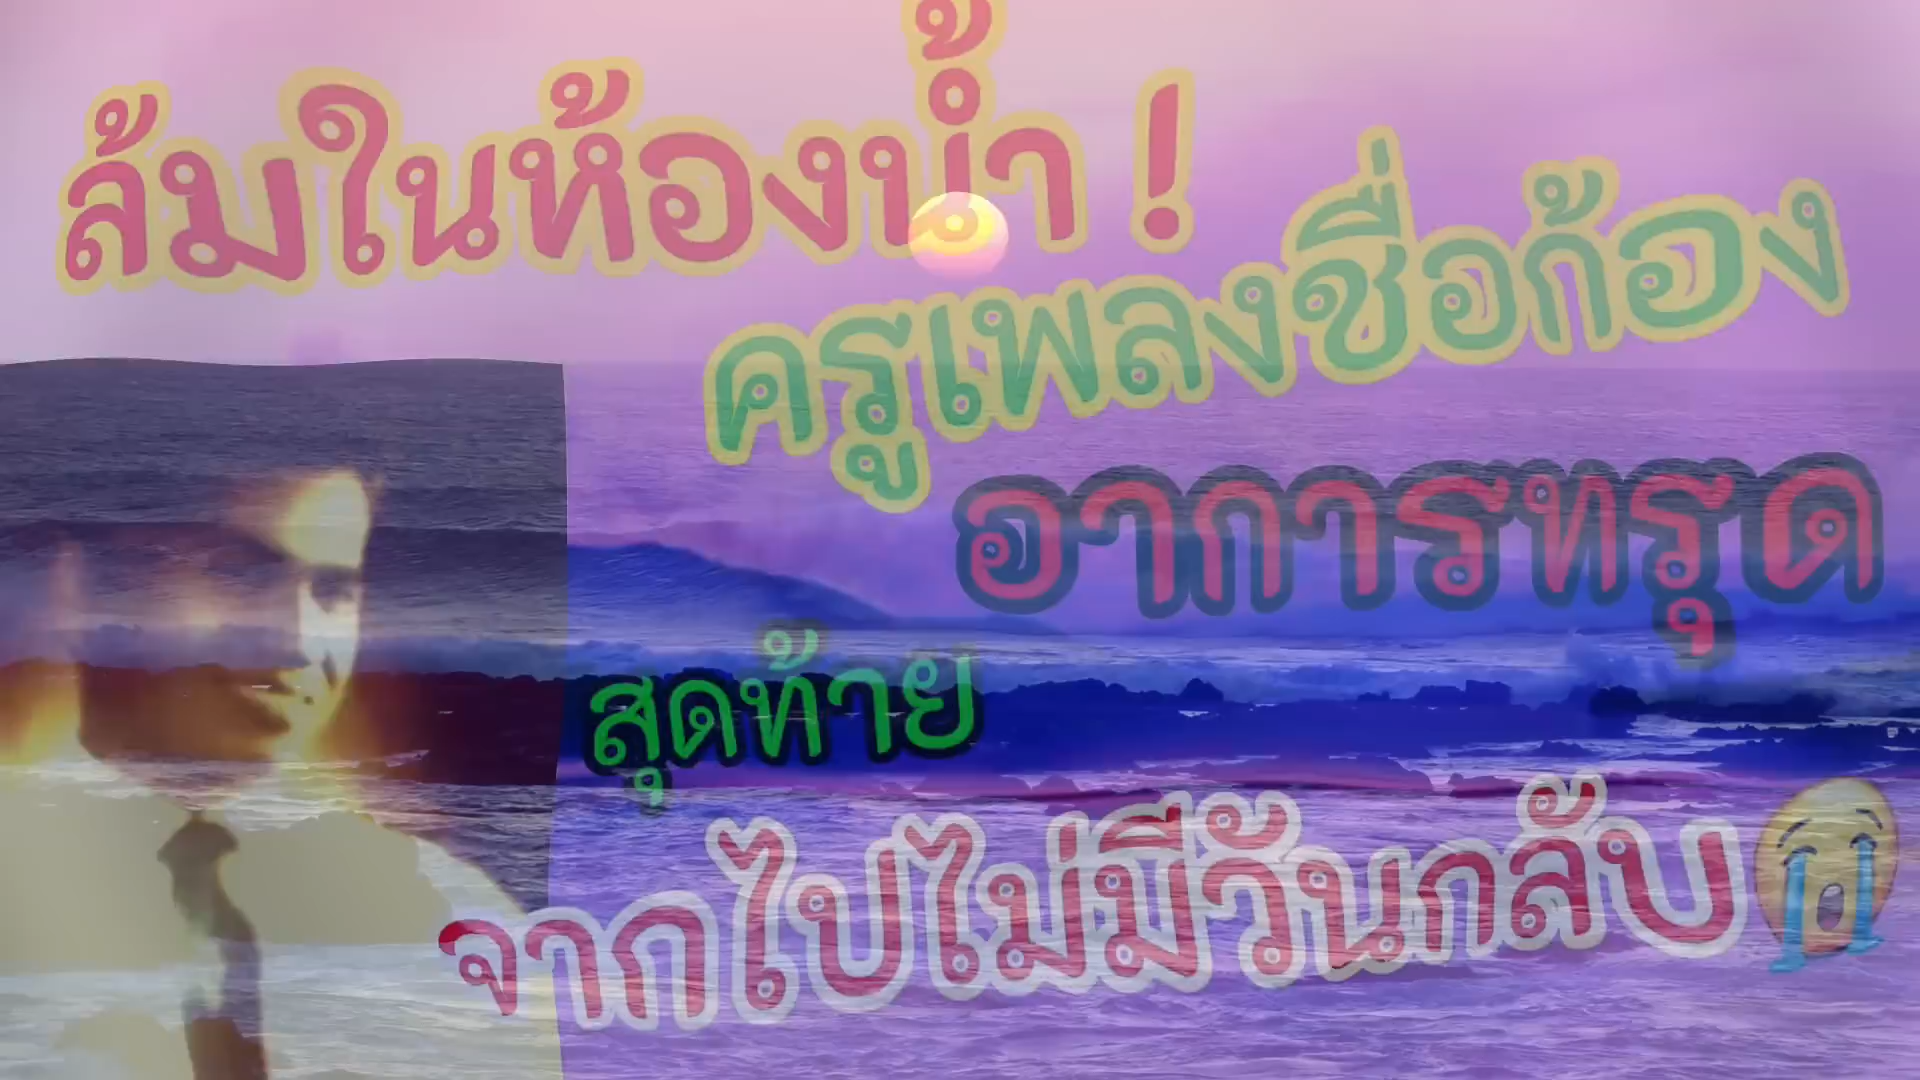 ล้มในห้องน้ำ !
ครูเพลงชื่อก้อง
อาการทรุด
สุดท้าย
จากไปไม่มีวันกลับ😭